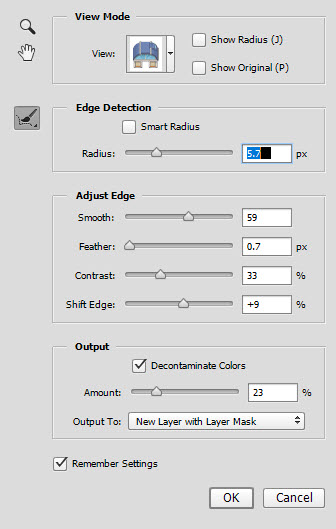 View Mode
View:
Show Radius (J)
Show Original (P)
Edge Detection
Smart Radius
Radius: 5.7 px
Adjust Edge
Smooth: 59
Feather: 0.7 px
Contrast: 33 %
Shift Edge: +9 %
Output
Decontaminate Colors
Amount: 23 %
Output To: New Layer with Layer Mask
Remember Settings
OK Cancel